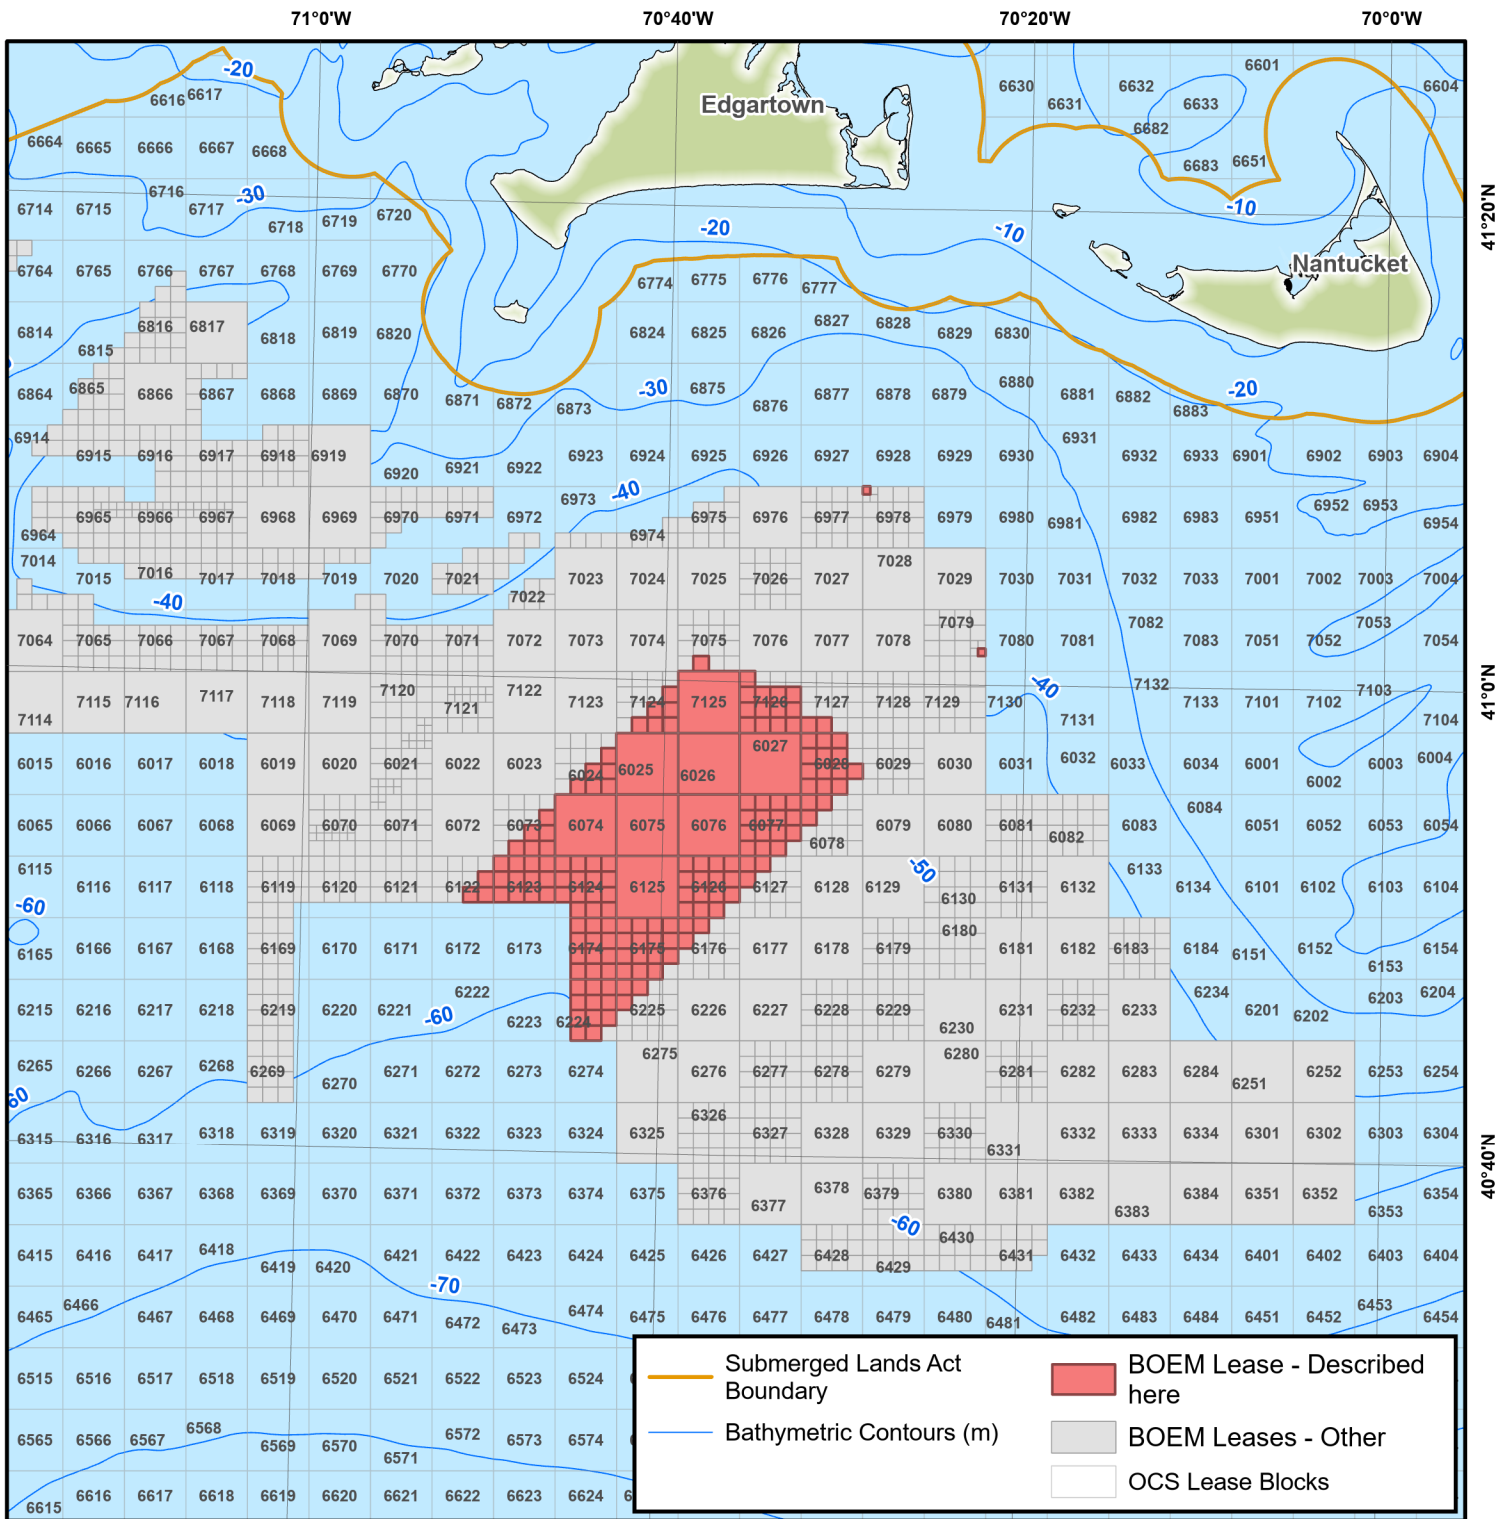 71°0'W 70°40'W 70°20'W 70°0'W
-20 6616 6617 6630 6631 6632 6633 6601 6604
Edgartown
6664 6665 6666 6667 6668 6682 6683 6651
6714 6715 6716 6717 -30 6718 6719 6720 -20 -10 -10 41°20'N
6764 6765 6766 6767 6768 6769 6770 6774 6775 6776 6777 Nantucket
6814 6815 6816 6817 6818 6819 6820 6824 6825 6826 6827 6828 6829 6830
6864 6865 6866 6867 6868 6869 6870 6871 6872 6873 -30 6875 6876 6877 6878 6879 6880 6881 6882 6883 -20
6914 6915 6916 6917 6918 6919 6920 6921 6922 6923 6924 6925 6926 6927 6928 6929 6930 6931 6932 6933 6901 6902 6903 6904
6964 6965 6966 6967 6968 6969 6970 6971 6972 6973 -40 6974 6975 6976 6977 6978 6979 6980 6981 6982 6983 6951 6952 6953 6954
7014 7015 7016 7017 7018 7019 7020 7021 7022 7023 7024 7025 7026 7027 7028 7029 7030 7031 7032 7033 7001 7002 7003 7004
-40
7064 7065 7066 7067 7068 7069 7070 7071 7072 7073 7074 7075 7076 7077 7078 7079 7080 7081 7082 7083 7051 7052 7053 7054
7114 7115 7116 7117 7118 7119 7120 7121 7122 7123 7124 7125 7126 7127 7128 7129 7130 -40 7131 7132 7133 7101 7102 7103 7104 41°0'N
6015 6016 6017 6018 6019 6020 6021 6022 6023 6024 6025 6026 6027 6028 6029 6030 6031 6032 6033 6034 6001 6002 6003 6004
6065 6066 6067 6068 6069 6070 6071 6072 6073 6074 6075 6076 6077 6078 6079 6080 6081 6082 6083 6084 6051 6052 6053 6054
6115 6116 6117 6118 6119 6120 6121 6122 6123 6124 6125 6126 6127 6128 6129 -50 6130 6131 6132 6133 6134 6101 6102 6103 6104
-60
6165 6166 6167 6168 6169 6170 6171 6172 6173 6174 6175 6176 6177 6178 6179 6180 6181 6182 6183 6184 6151 6152 6153 6154
6215 6216 6217 6218 6219 6220 6221 -60 6222 6223 6224 6225 6226 6227 6228 6229 6230 6231 6232 6233 6234 6201 6202 6203 6204
6265 6266 6267 6268 6269 6270 6271 6272 6273 6274 6275 6276 6277 6278 6279 6280 6281 6282 6283 6284 6251 6252 6253 6254
60
6315 6316 6317 6318 6319 6320 6321 6322 6323 6324 6325 6326 6327 6328 6329 6330 6331 6332 6333 6334 6301 6302 6303 6304 40°40'N
6365 6366 6367 6368 6369 6370 6371 6372 6373 6374 6375 6376 6377 6378 6379 6380 6381 6382 6383 6384 6351 6352 6353 6354
-60
6415 6416 6417 6418 6419 6420 6421 6422 6423 6424 6425 6426 6427 6428 6429 6430 6431 6432 6433 6434 6401 6402 6403 6404
-70
6465 6466 6467 6468 6469 6470 6471 6472 6473 6474 6475 6476 6477 6478 6479 6480 6481 6482 6483 6484 6451 6452 6453 6454
6515 6516 6517 6518 6519 6520 6521 6522 6523 6524
6565 6566 6567 6568 6569 6570 6571 6572 6573 6574
6615 6616 6617 6618 6619 6620 6621 6622 6623 6624
Submerged Lands Act
Boundary
Bathymetric Contours (m)
BOEM Lease - Described
here
BOEM Leases - Other
OCS Lease Blocks